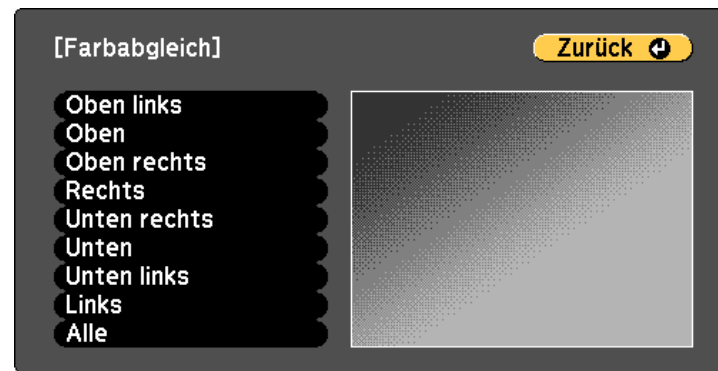 [Farbabgleich]
Zurück
Oben links
Oben
Oben rechts
Rechts
Unten rechts
Unten
Unten links
Links
Alle